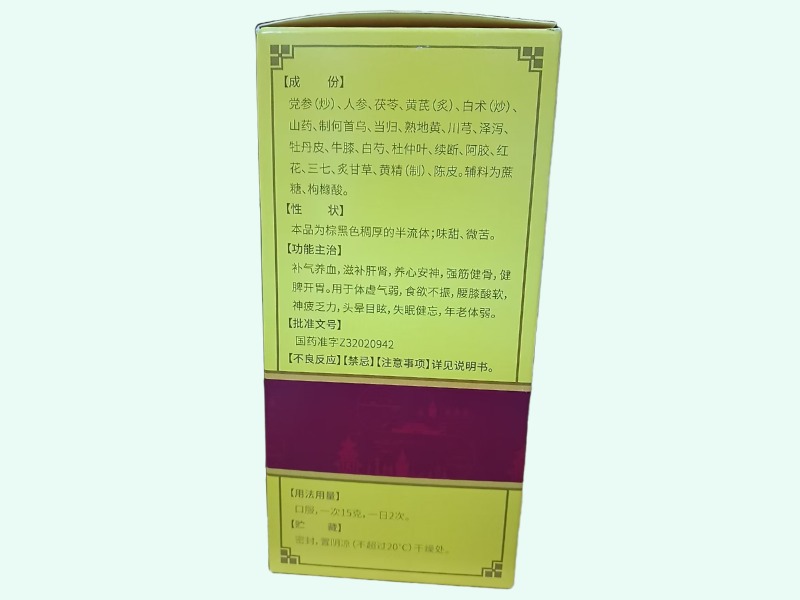 【成　份】
党参(炒)、人参、茯苓、黄芪(炙)、白术(炒)、
山药、制何首乌、当归、熟地黄、川芎、泽泻、
牡丹皮、牛膝、白芍、杜仲叶、续断、阿胶、红
花、三七、炙甘草、黄精(制)、陈皮。辅料为蔗
糖、枸橼酸。
【性　状】
本品为棕黑色稠厚的半流体;味甜、微苦。
【功能主治】
补气养血,滋补肝肾,养心安神,强筋健骨,健
脾开胃。用于体虚气弱,食欲不振,腰膝酸软,
神疲乏力,头晕目眩,失眠健忘,年老体弱。
【批准文号】
国药准字Z32020942
【不良反应】【禁忌】【注意事项】详见说明书。
【用法用量】
口服,一次15克,一日2次。
【贮　藏】
密封,置阴凉(不超过20℃)干燥处。